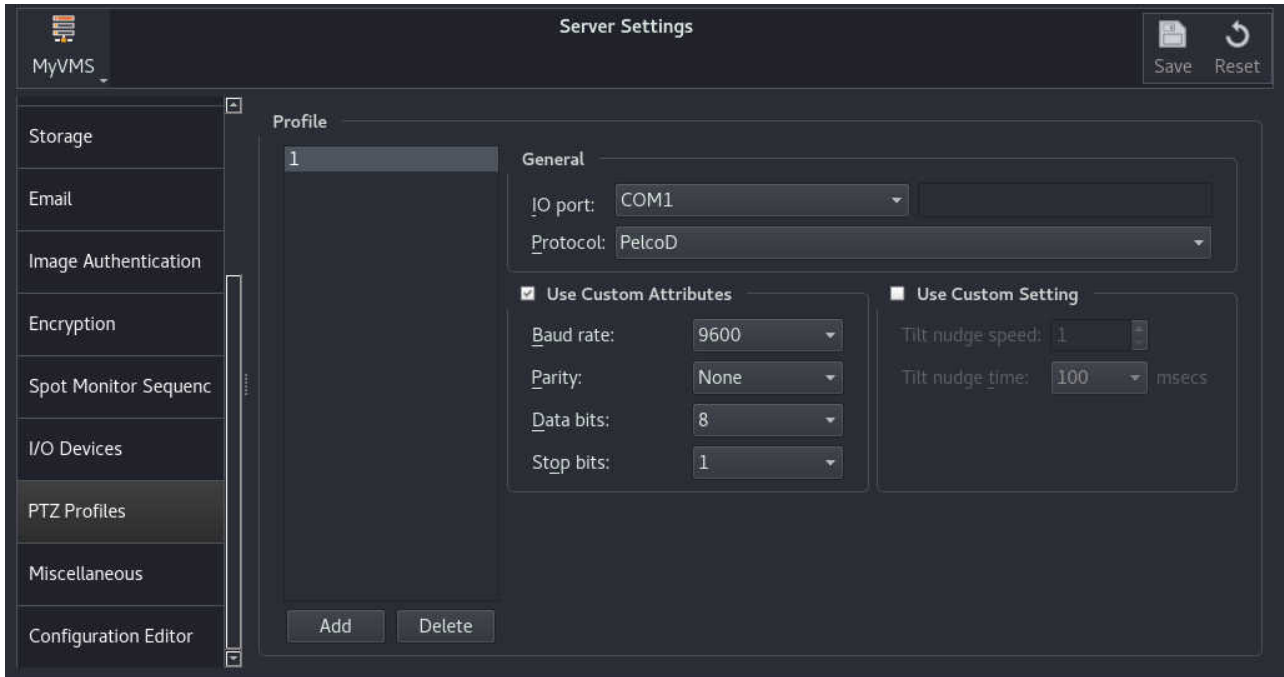 Server Settings
MyVMS
Save
Reset
Storage
Email
Image Authentication
Encryption
Spot Monitor Sequenc
I/O Devices
PTZ Profiles
Miscellaneous
Configuration Editor
Profile
1
Add
Delete
General
IO port: COM1
Protocol: PelcoD
Use Custom Attributes
Baud rate: 9600
Parity: None
Data bits: 8
Stop bits: 1
Use Custom Setting
Tilt nudge speed: 1
Tilt nudge time: 100 msecs